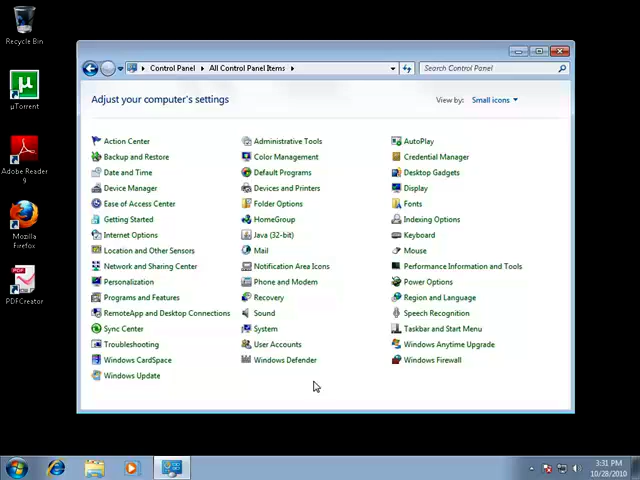 Recycle Bin
µTorrent
Adobe Reader
9
Mozilla
Firefox
PDFCreator
Control Panel
All Control Panel Items
Search Control Panel
Adjust your computer's settings
View by:
Small icons
Action Center
Administrative Tools
AutoPlay
Backup and Restore
Color Management
Credential Manager
Date and Time
Default Programs
Desktop Gadgets
Device Manager
Devices and Printers
Display
Ease of Access Center
Folder Options
Fonts
Getting Started
HomeGroup
Indexing Options
Internet Options
Java (32-bit)
Keyboard
Location and Other Sensors
Mail
Mouse
Network and Sharing Center
Notification Area Icons
Performance Information and Tools
Personalization
Phone and Modem
Power Options
Programs and Features
Recovery
Region and Language
RemoteApp and Desktop Connections
Sound
Speech Recognition
Sync Center
System
Taskbar and Start Menu
Troubleshooting
User Accounts
Windows Anytime Upgrade
Windows CardSpace
Windows Defender
Windows Firewall
Windows Update
3:31 PM
10/28/2010